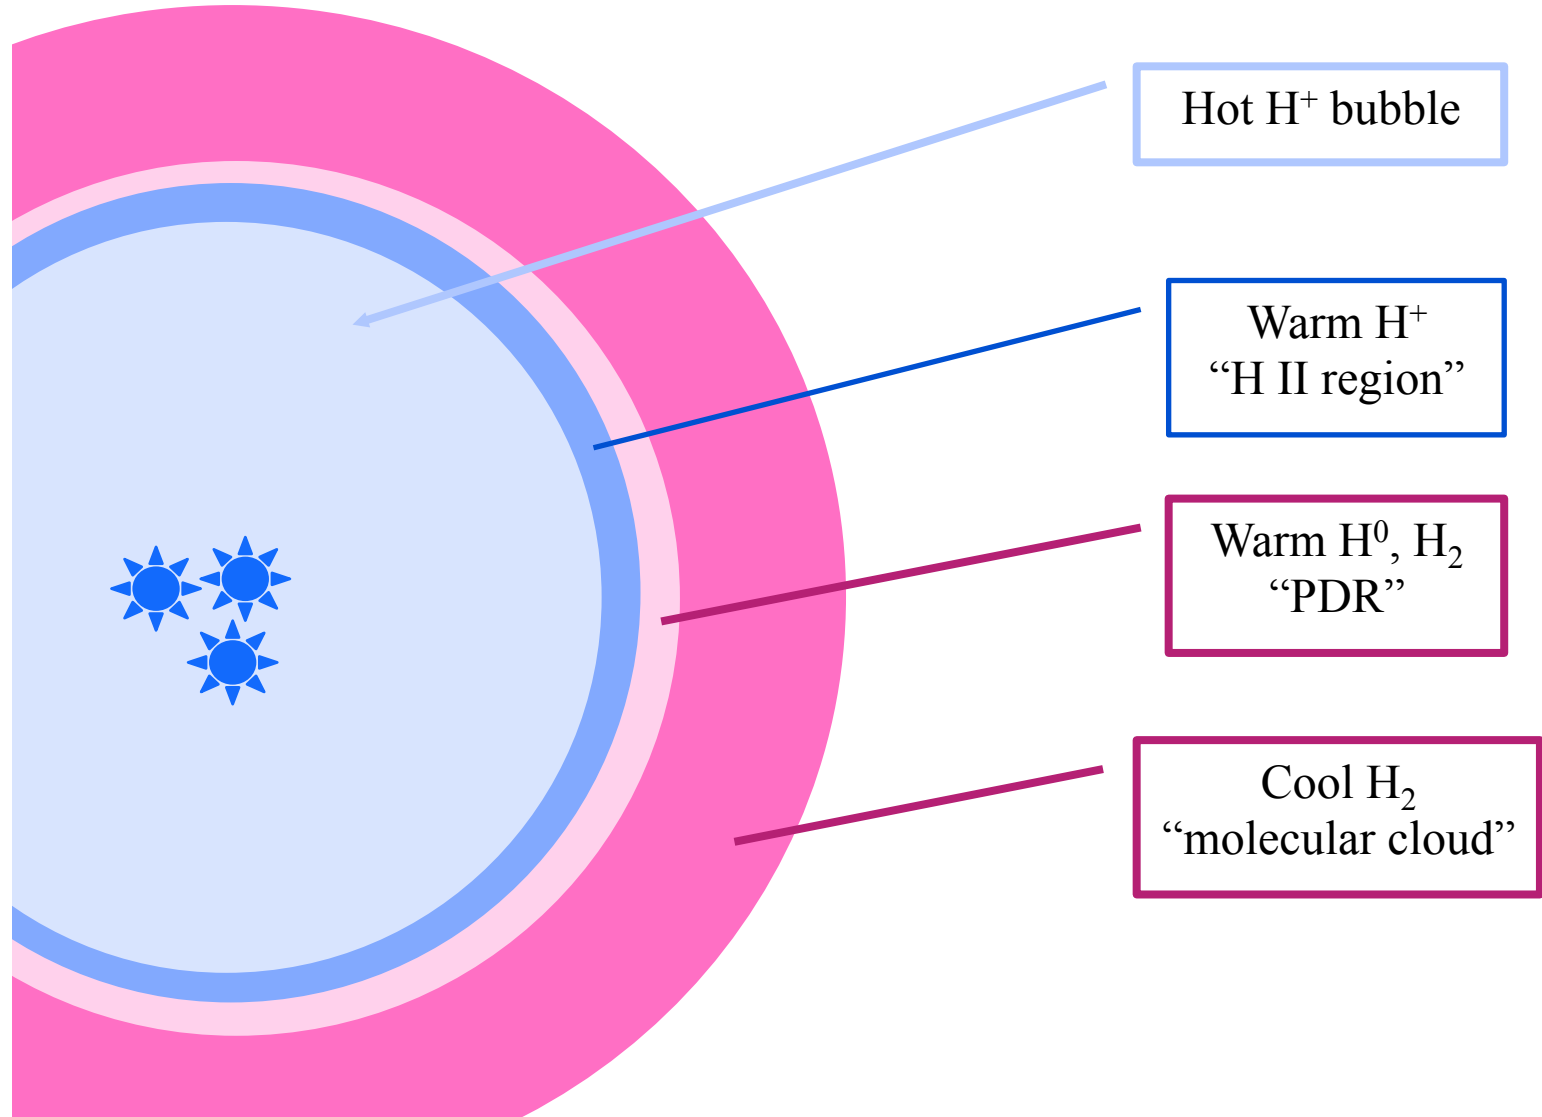 Hot H⁺ bubble
Warm H⁺
“H II region”
Warm H⁰, H₂
“PDR”
Cool H₂
“molecular cloud”